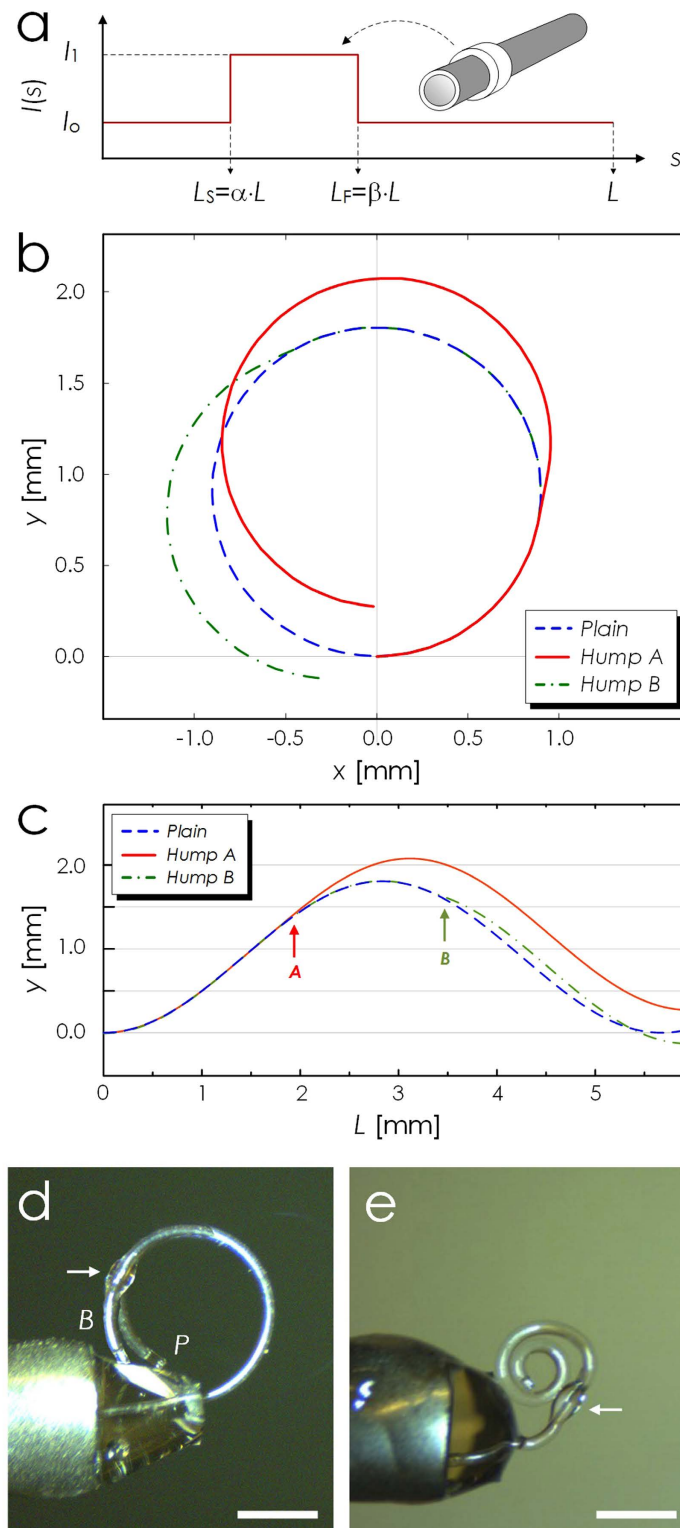 a
I(s)
I1
Io
s
LS=α·L
LF=β·L
L
b
y [mm]
2.0
1.5
1.0
0.5
0.0
-1.0
-0.5
0.0
0.5
1.0
x [mm]
Plain
Hump A
Hump B
c
Plain
Hump A
Hump B
y [mm]
2.0
1.0
0.0
A
B
0
1
2
3
4
5
L [mm]
d
B
P
e